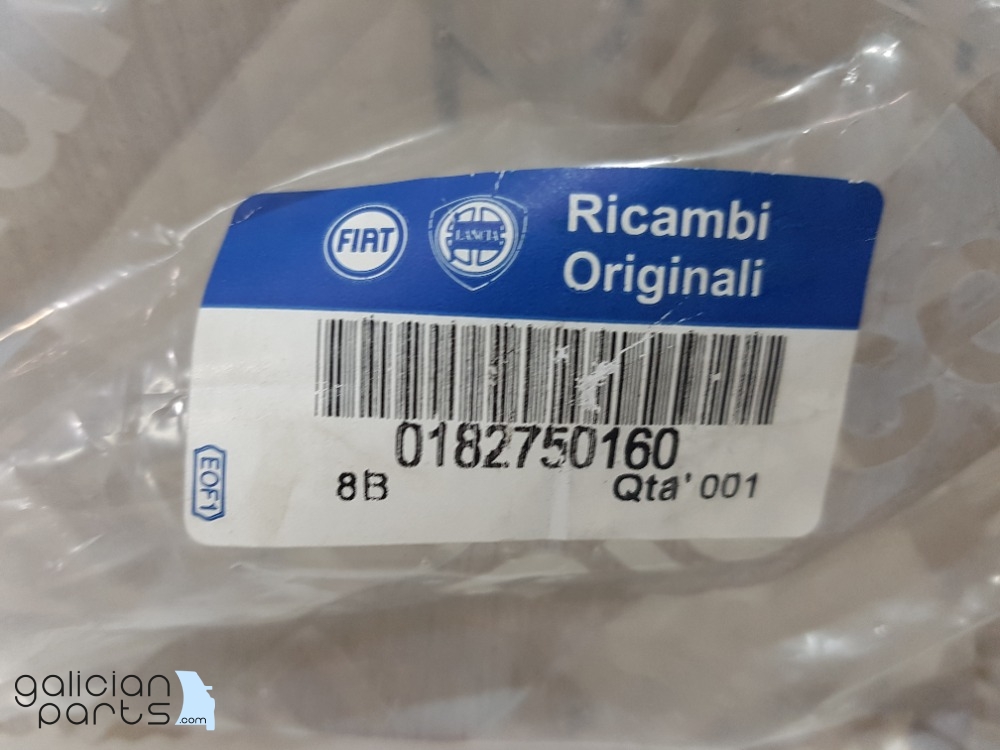 FIAT
LANCIA
Ricambi
Originali
0182750160
8B
Qta' 001
EOF1
galician
parts.com